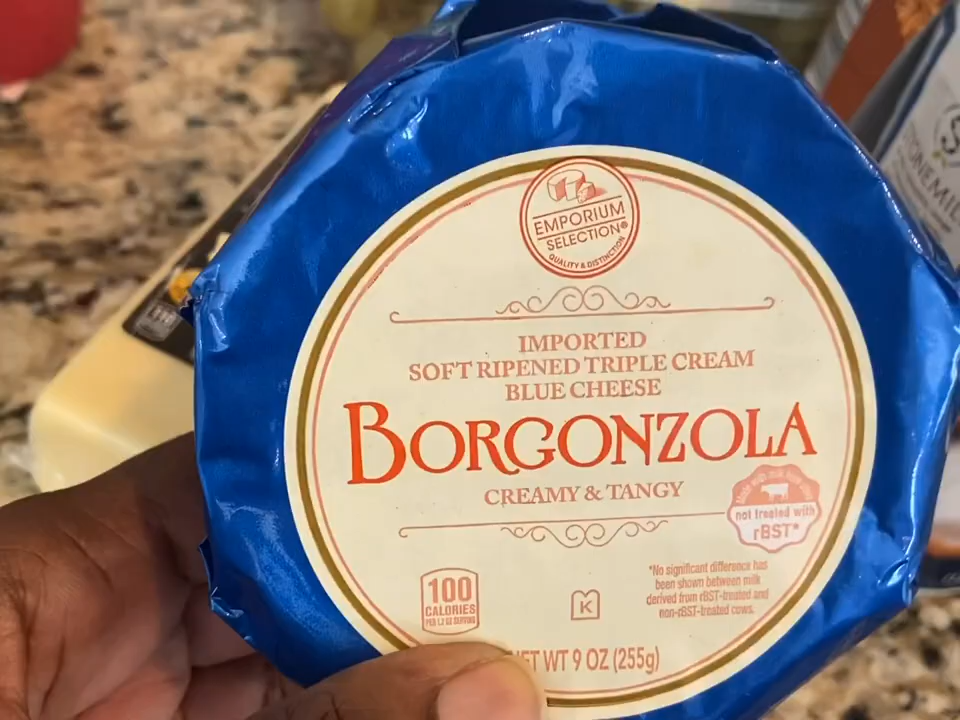 EMPORIUM
SELECTION®
QUALITY & DISTINCTION
IMPORTED
SOFT RIPENED TRIPLE CREAM
BLUE CHEESE
BORGONZOLA
CREAMY & TANGY
not treated with
rBST*
*No significant difference has
been shown between milk
derived from rBST-treated and
non-rBST-treated cows.
100
CALORIES
K
WT 9 OZ (255g)